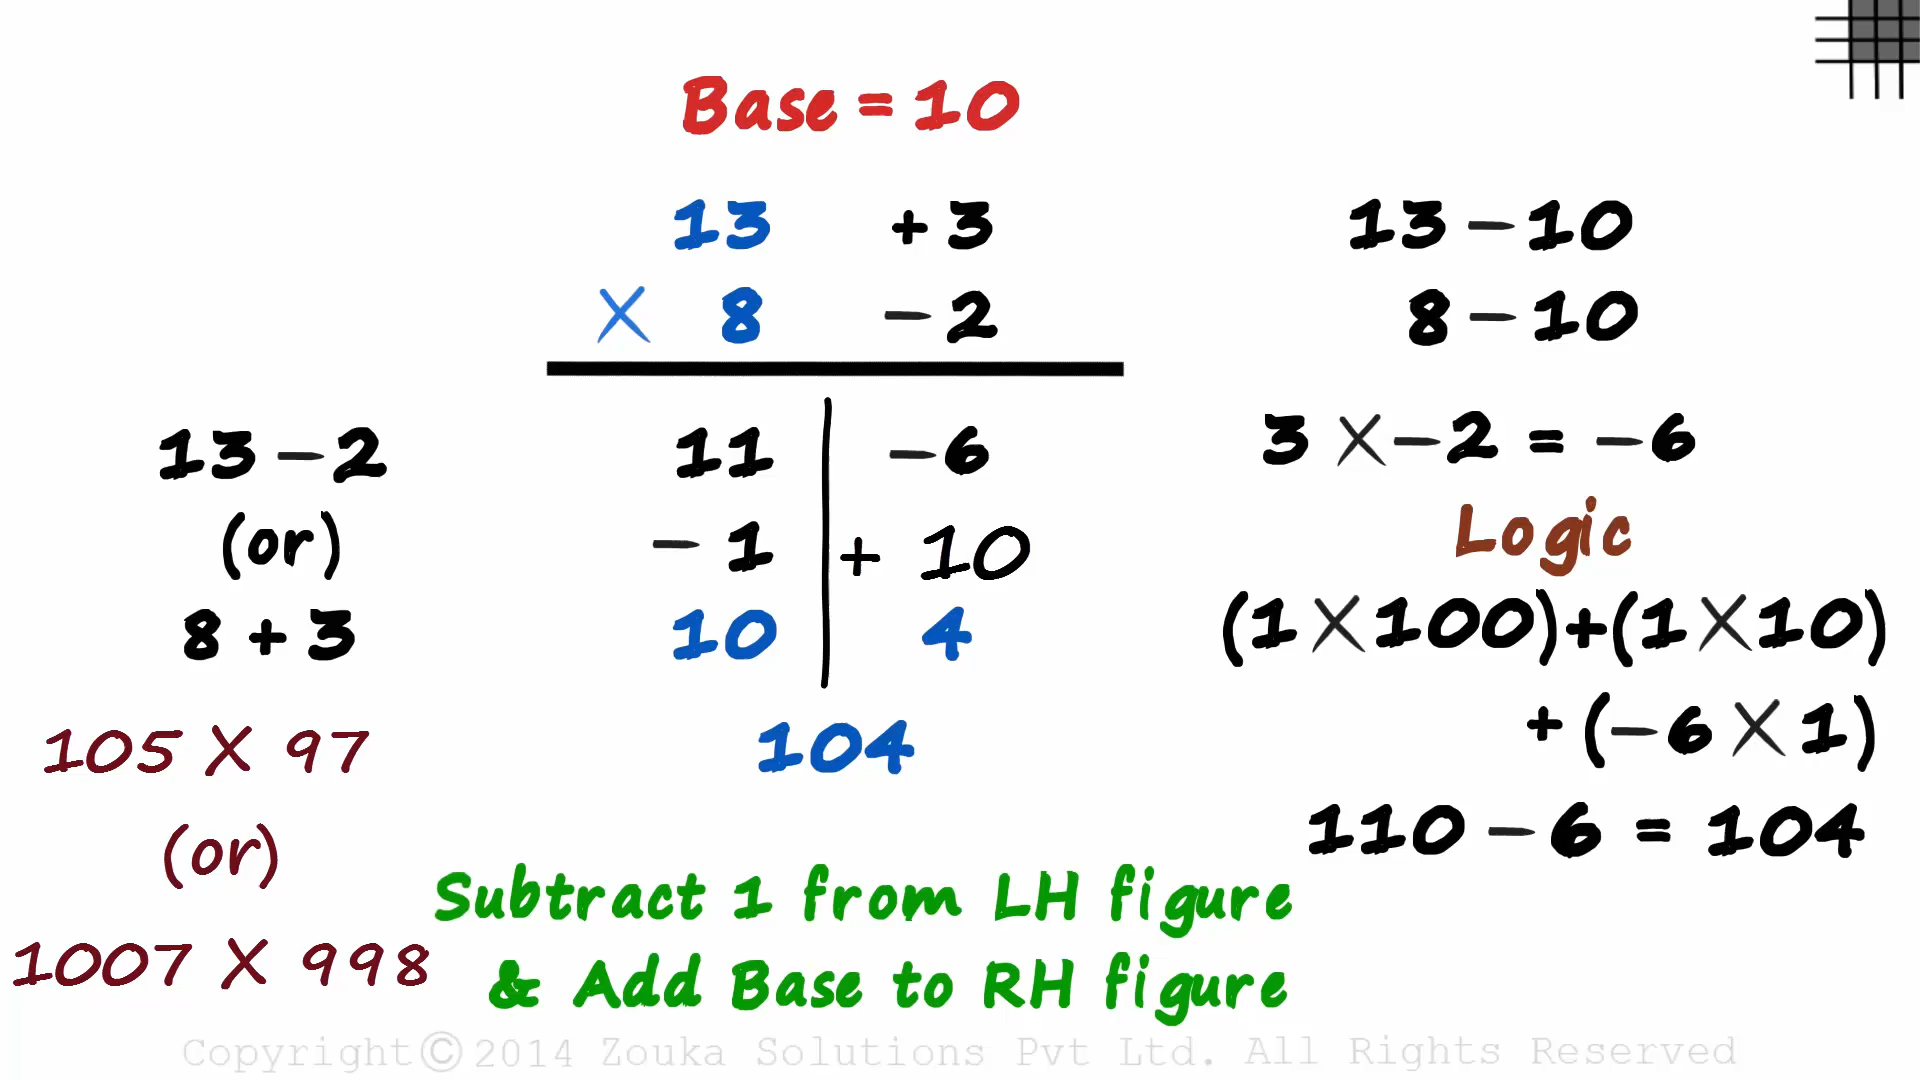 Base = 10
13 + 3
× 8 − 2
11 − 6
− 1 + 10
10 4
104
13 − 10
8 − 10
3 × − 2 = − 6
Logic
(1 × 100) + (1 × 10)
+ (− 6 × 1)
110 − 6 = 104
13 − 2
(or)
8 + 3
105 X 97
(or)
1007 X 998
Subtract 1 from LH figure
& Add Base to RH figure
Copyright©2014 Zouka Solutions Pvt Ltd. All Rights Reserved